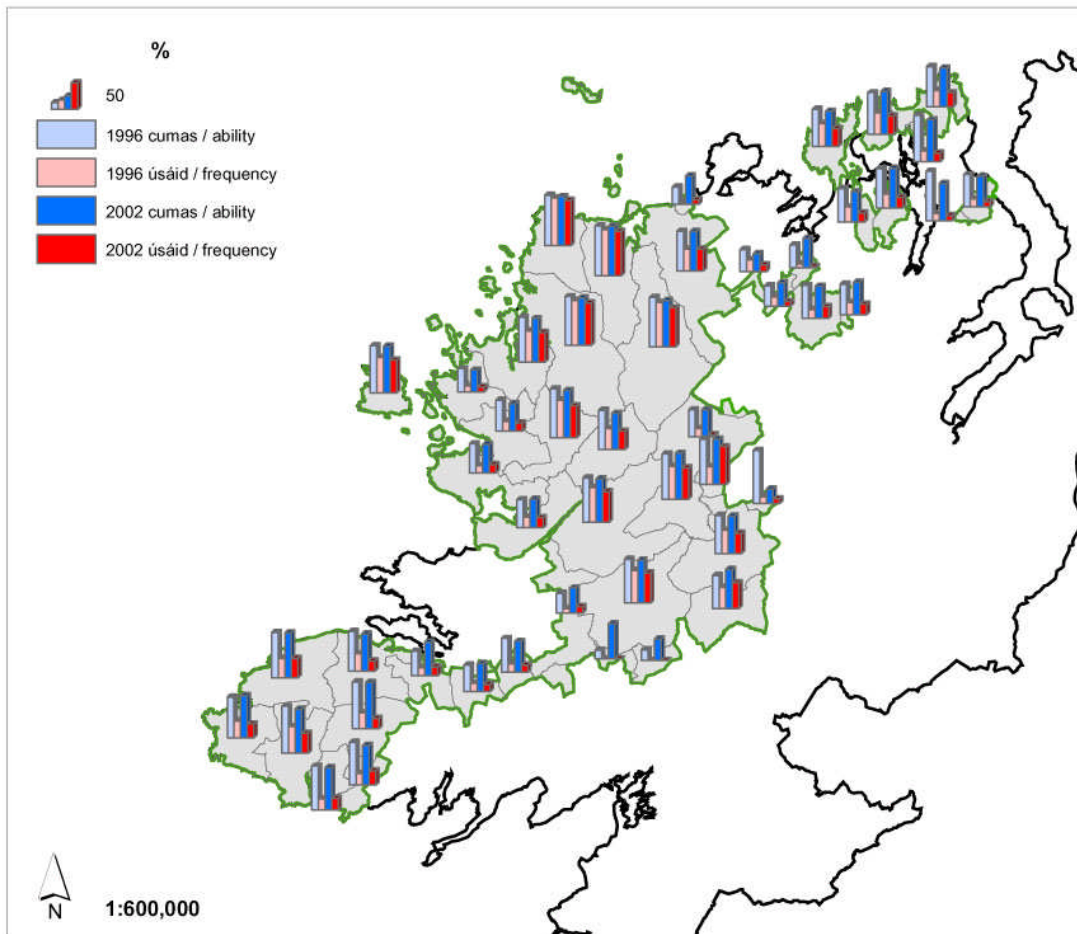 %
50
1996 cumas / ability
1996 úsáid / frequency
2002 cumas / ability
2002 úsáid / frequency
N
1:600,000